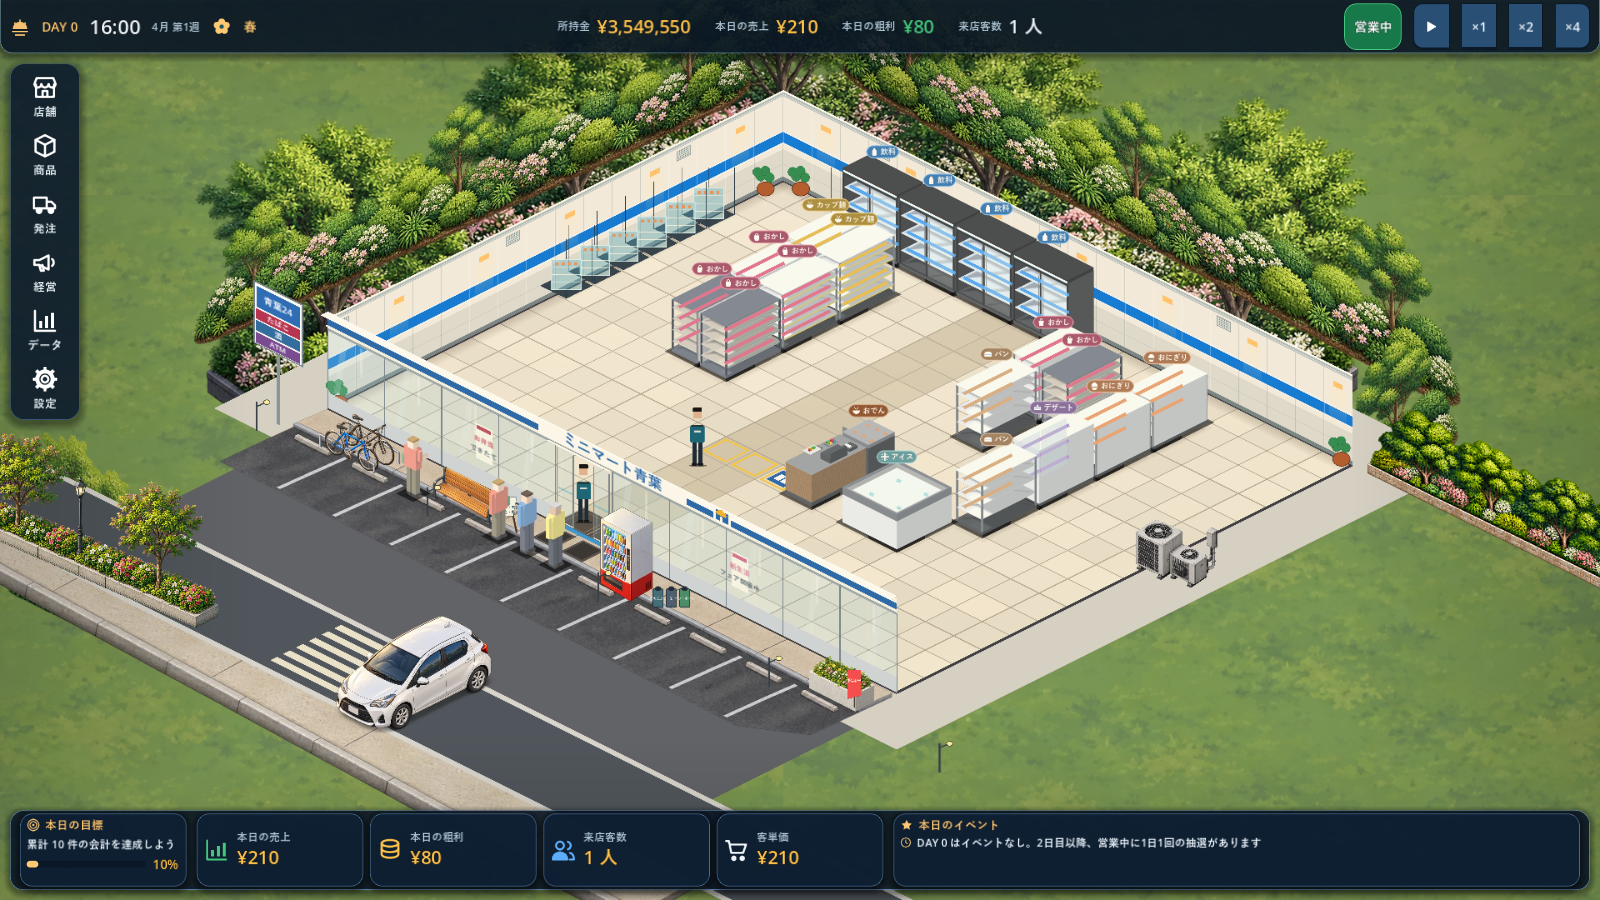 DAY 0 16:00 4月 第1週 春
所持金 ¥3,549,550 本日の売上 ¥210 本日の粗利 ¥80 来店客数 1 人
営業中 ×1 ×2 ×4
店舗
商品
発注
経営
データ
設定
飲料
飲料
飲料
飲料
カップ麺
カップ麺
おかし
おかし
おかし
おかし
おかし
おかし
パン
おにぎり
おにぎり
デザート
おでん
パン
アイス
青葉24
たばこ
酒
ATM
ミニマート青葉
本日の目標
累計 10 件の会計を達成しよう
10%
本日の売上
¥210
本日の粗利
¥80
来店客数
1 人
客単価
¥210
本日のイベント
DAY 0 はイベントなし。2日目以降、営業中に1日1回の抽選があります